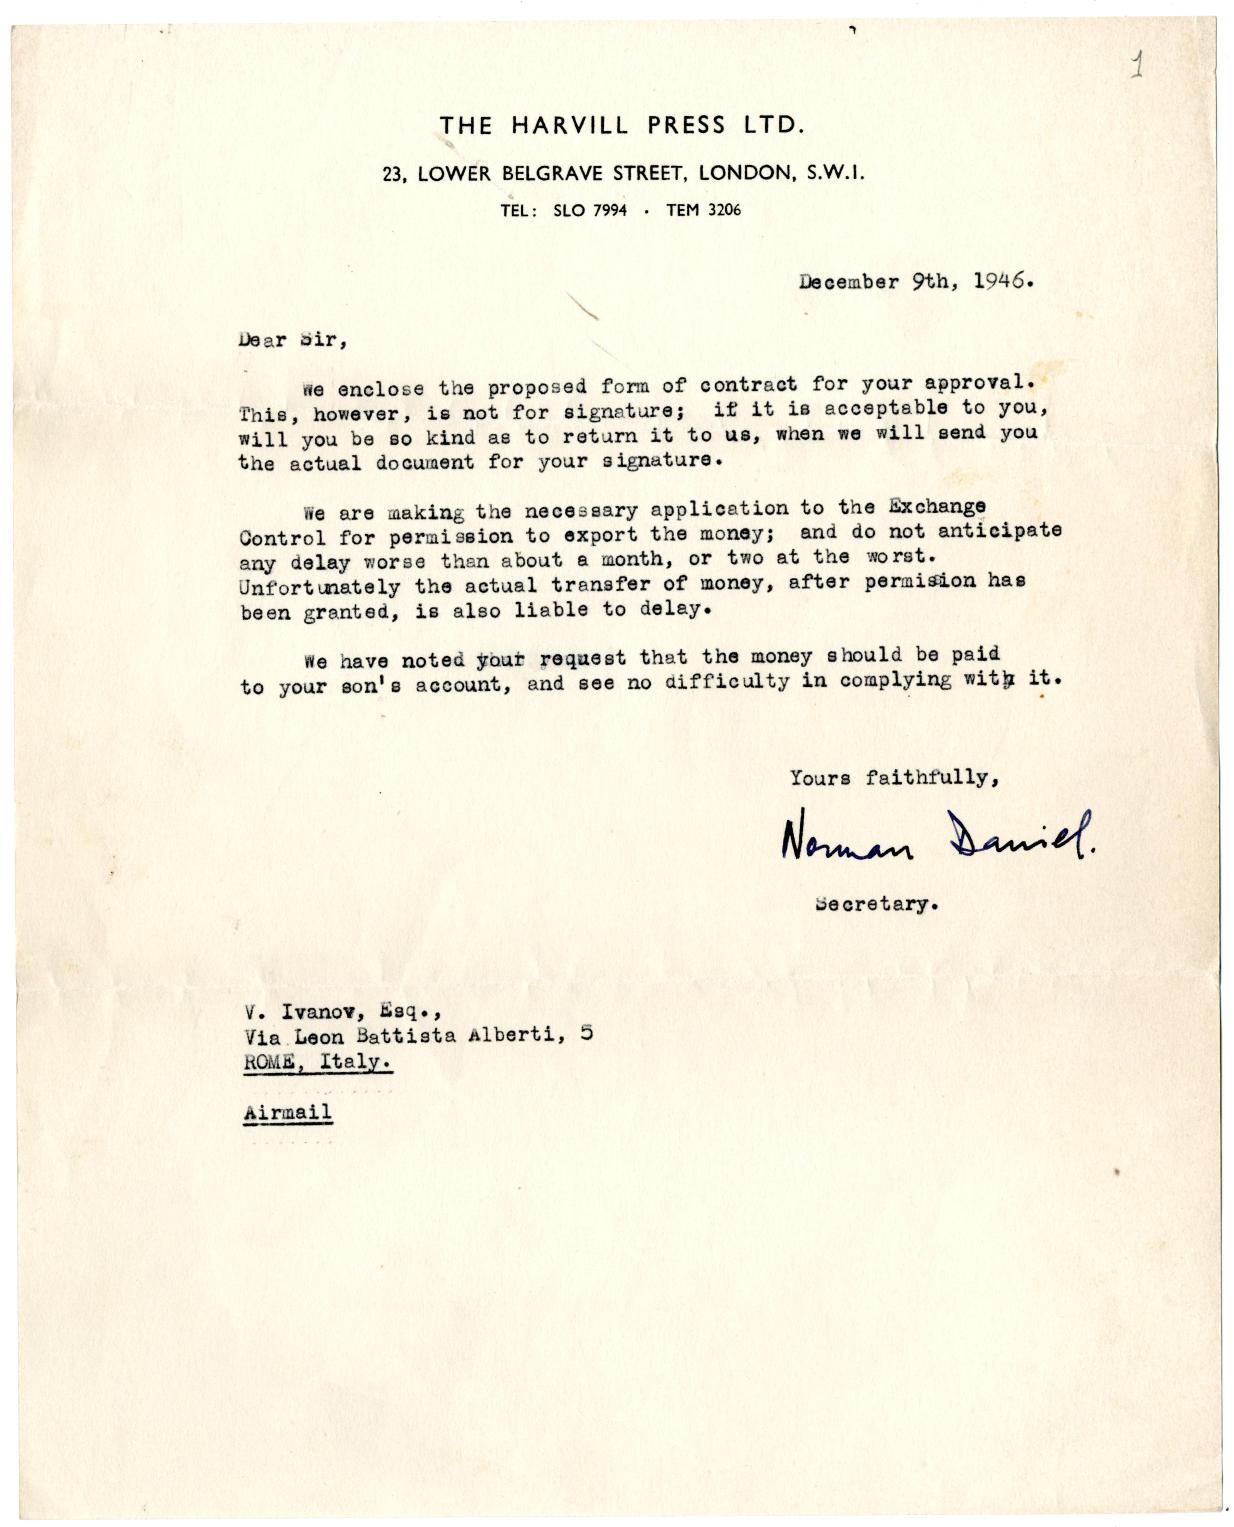 1
THE HARVILL PRESS LTD.
23, LOWER BELGRAVE STREET, LONDON, S.W.I.
TEL: SLO 7994 · TEM 3206
December 9th, 1946.
Dear Sir,
We enclose the proposed form of contract for your approval.
This, however, is not for signature; if it is acceptable to you,
will you be so kind as to return it to us, when we will send you
the actual document for your signature.
We are making the necessary application to the Exchange
Control for permission to export the money; and do not anticipate
any delay worse than about a month, or two at the worst.
Unfortunately the actual transfer of money, after permission has
been granted, is also liable to delay.
We have noted your request that the money should be paid
to your son's account, and see no difficulty in complying with it.
Yours faithfully,
Norman Daniel.
Secretary.
V. Ivanov, Esq.,
Via Leon Battista Alberti, 5
ROME, Italy.
Airmail